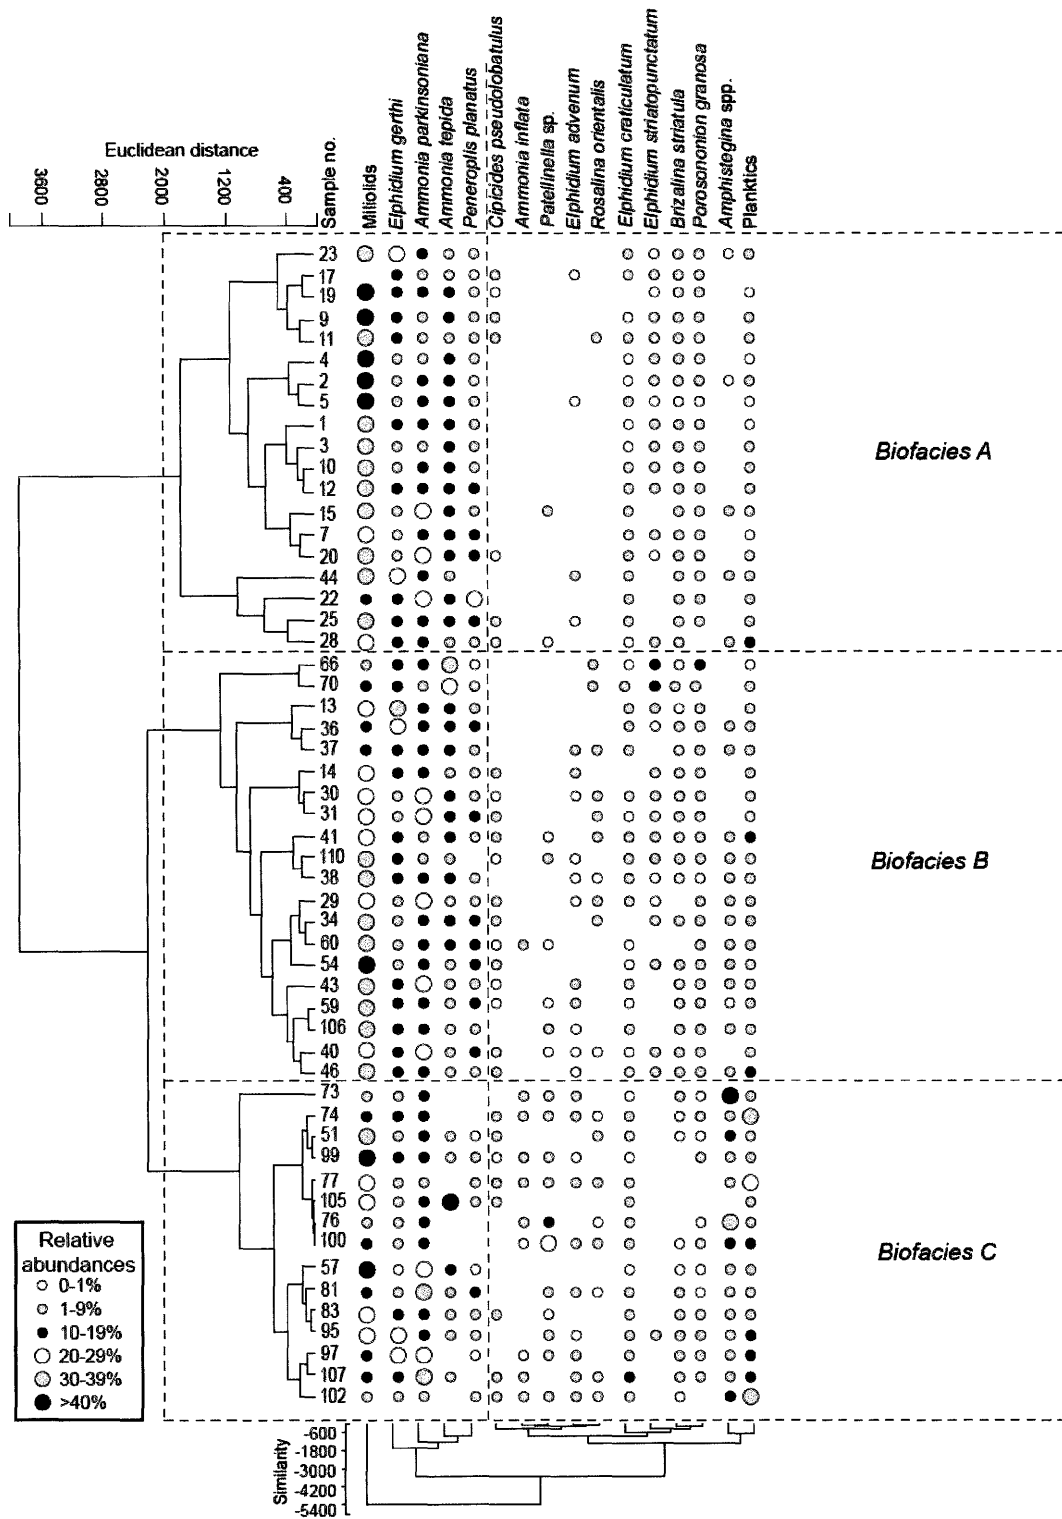 Euclidean distance
3600
2800
2000
1200
400
Sample no.
Miliolids
Elphidium gerthi
Ammonia parkinsoniana
Ammonia tepida
Peneroplis planatus
Cipicides pseudolobatulus
Ammonia inflata
Patellinella sp.
Elphidium advenum
Rosalina orientalis
Elphidium craticulatum
Elphidium striatopunctatum
Brizalina striatula
Porosononion granosa
Amphistegina spp.
Planktics
23
17
19
9
11
4
2
5
1
3
10
12
15
7
20
44
22
25
28
Biofacies A
66
70
13
36
37
14
30
31
41
110
38
29
34
60
54
43
59
106
40
46
Biofacies B
73
74
51
99
77
105
76
100
57
81
83
95
97
107
102
Biofacies C
Relative
abundances
0-1%
1-9%
10-19%
20-29%
30-39%
>40%
Similarity
-600
-1800
-3000
-4200
-5400